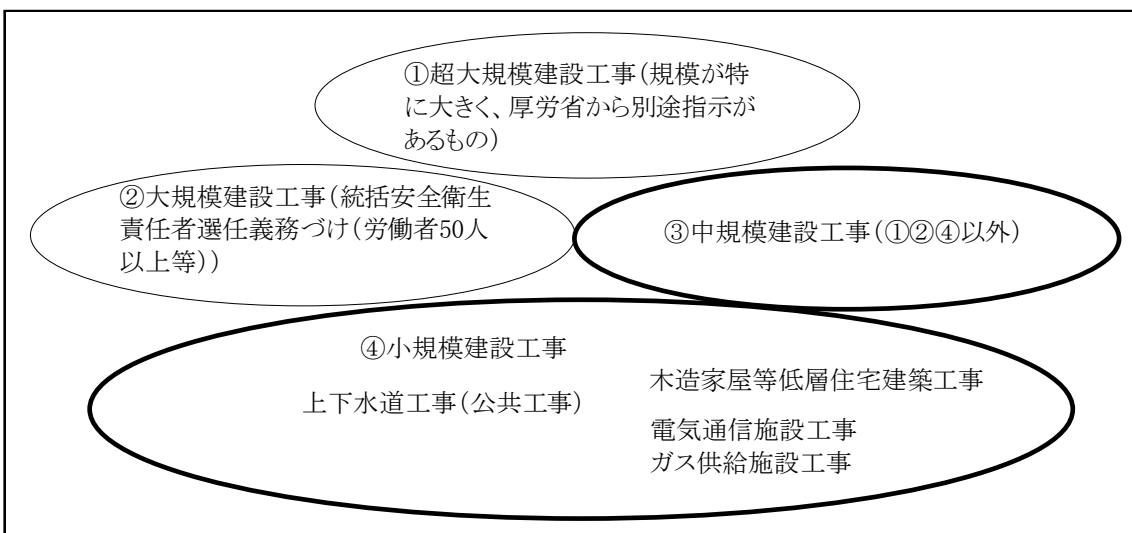 ①超大規模建設工事(規模が特
に大きく、厚労省から別途指示が
あるもの)
②大規模建設工事(統括安全衛生
責任者選任義務づけ(労働者50人
以上等))
③中規模建設工事(①②④以外)
④小規模建設工事
上下水道工事(公共工事)
木造家屋等低層住宅建築工事
電気通信施設工事
ガス供給施設工事